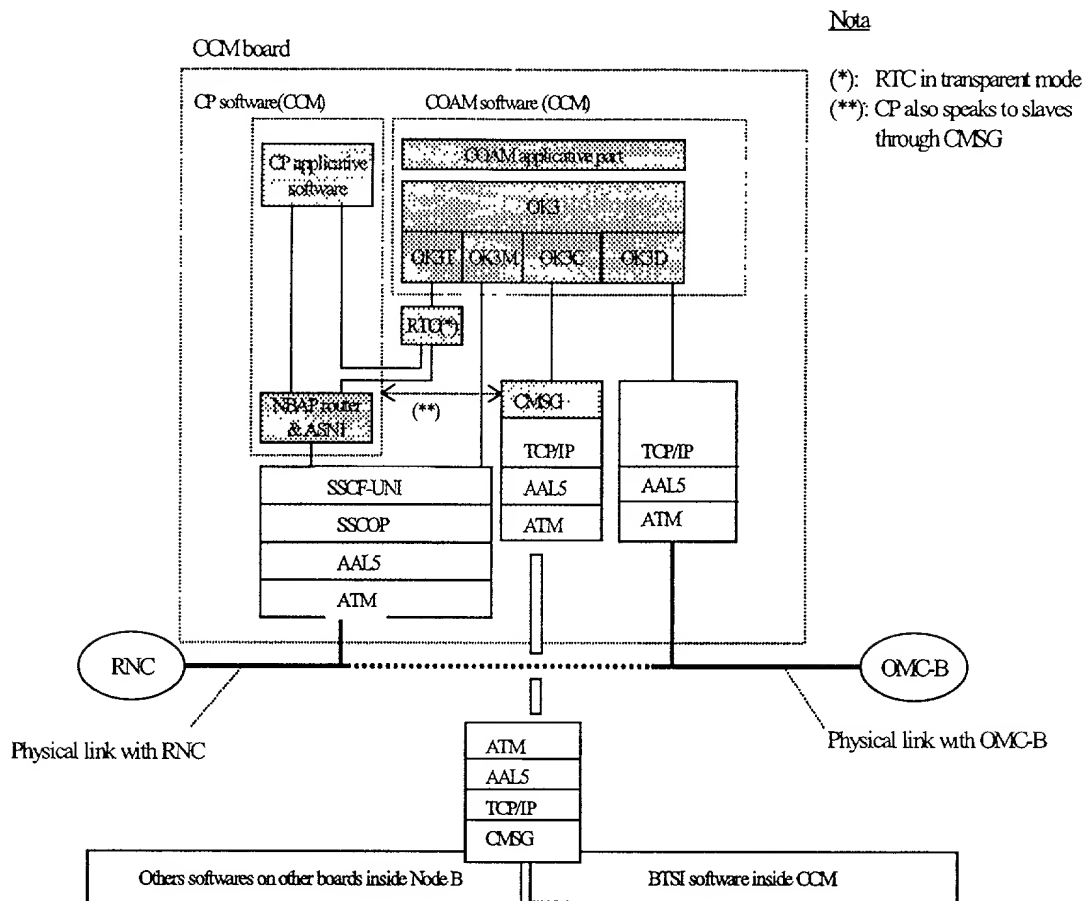 Nota
(*): RTC in transparent mode
(**): CP also speaks to slaves
through CMSG
CCM board
CP software(CCM)
COAM software (CCM)
CP applicative
software
COAM applicative part
OK3
OK3T
OK3M
OK3C
OK3D
RTC(*)
NBAP router
& ASN1
(**)
CMSG
TCP/IP
AAL5
ATM
TCP/IP
AAL5
ATM
SSCF-UNI
SSCOP
AAL5
ATM
RNC
OMC-B
Physical link with RNC
Physical link with OMC-B
ATM
AAL5
TCP/IP
CMSG
Others softwares on other boards inside Node B
BTSI software inside CCM